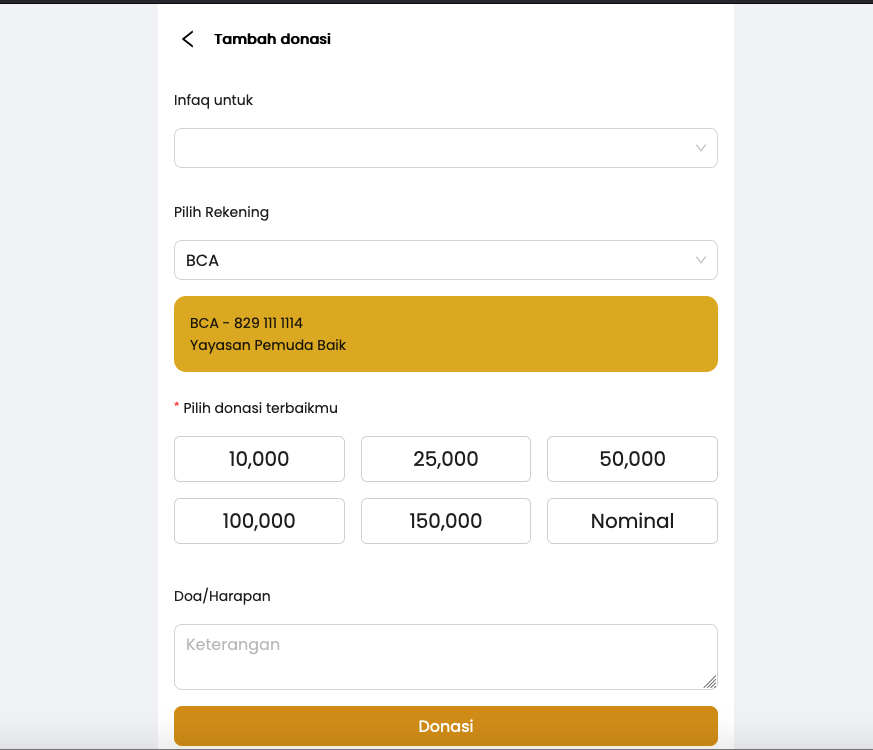 Tambah donasi
Infaq untuk
Pilih Rekening
BCA
BCA - 829 111 1114
Yayasan Pemuda Baik
* Pilih donasi terbaikmu
10,000 25,000 50,000
100,000 150,000 Nominal
Doa/Harapan
Keterangan
Donasi